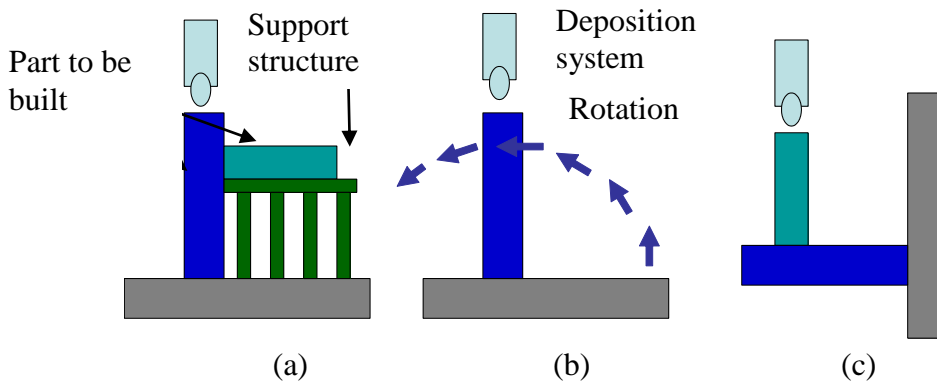 Part to be
built
Support
structure
Deposition
system
Rotation
(a)
(b)
(c)